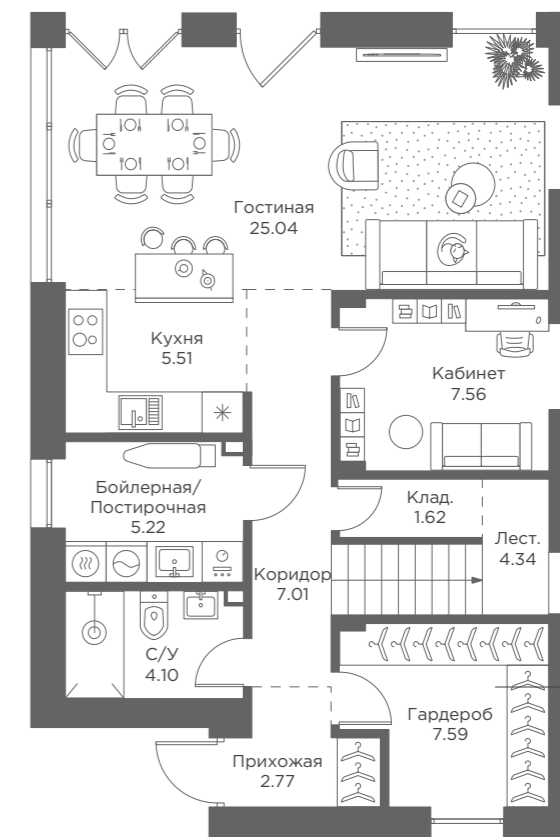 Гостиная
25.04
Кухня
5.51
Кабинет
7.56
Бойлерная/
Постирочная
5.22
Клад.
1.62
Лест.
4.34
Коридор
7.01
С/У
4.10
Гардероб
7.59
Прихожая
2.77